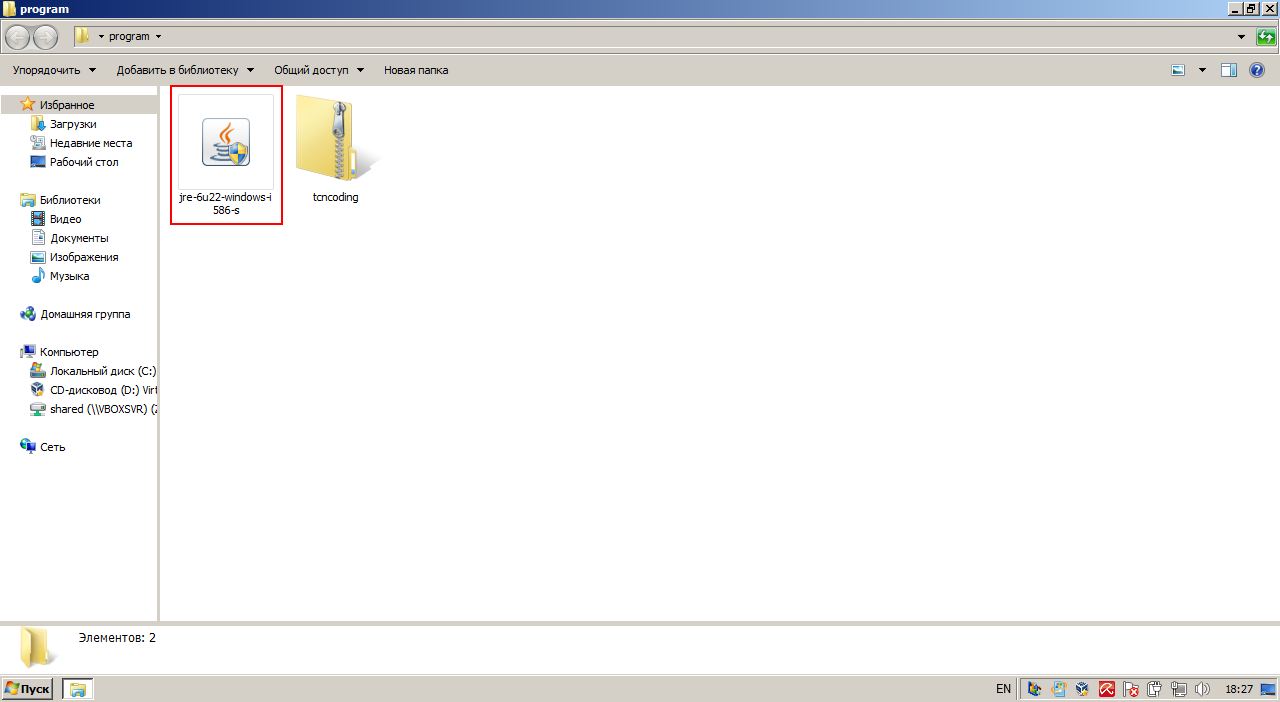 program
program
Упорядочить
Добавить в библиотеку
Общий доступ
Новая папка
Избранное
Загрузки
Недавние места
Рабочий стол
Библиотеки
Видео
Документы
Изображения
Музыка
Домашняя группа
Компьютер
Локальный диск (C:)
CD-дисковод (D:) Virt
shared (\\VBOXSVR) (Z
Сеть
jre-6u22-windows-i
586-s
tcncoding
Элементов: 2
Пуск
EN
18:27